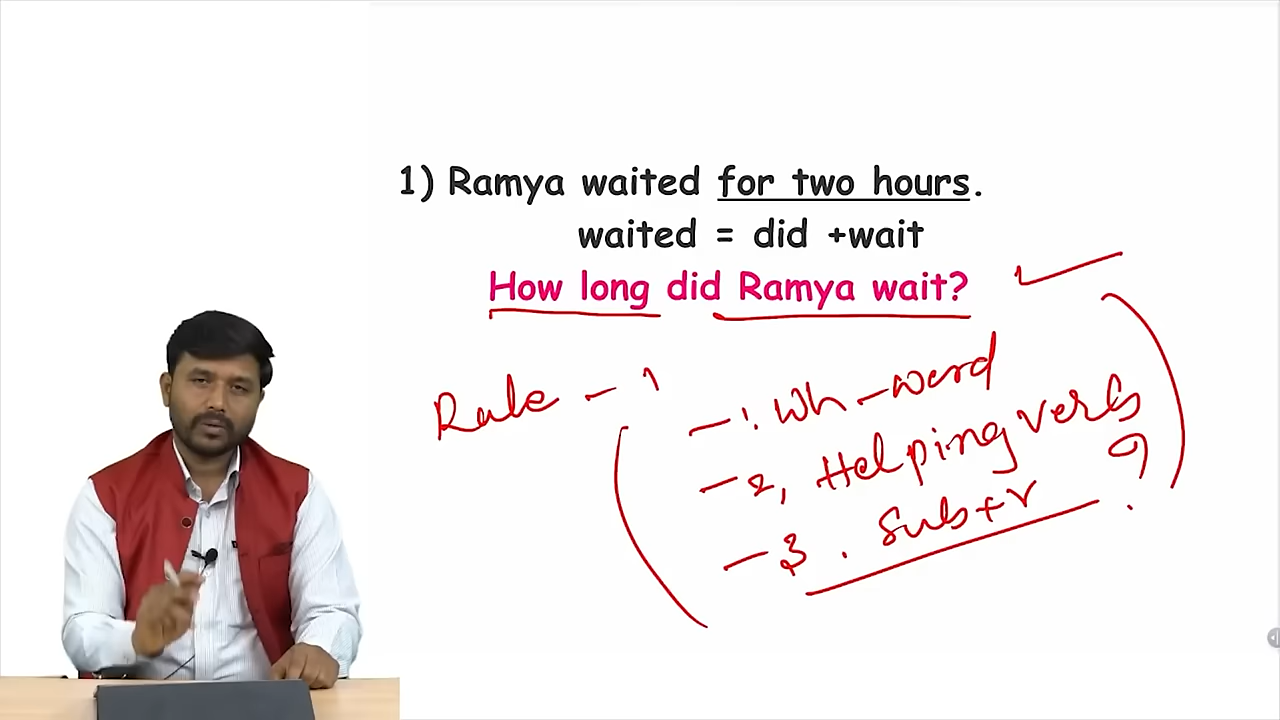 1) Ramya waited for two hours.
waited = did +wait
How long did Ramya wait?
Rule - 1
- 1. Wh-word
- 2, Helping verb
- 3. Sub+v ?